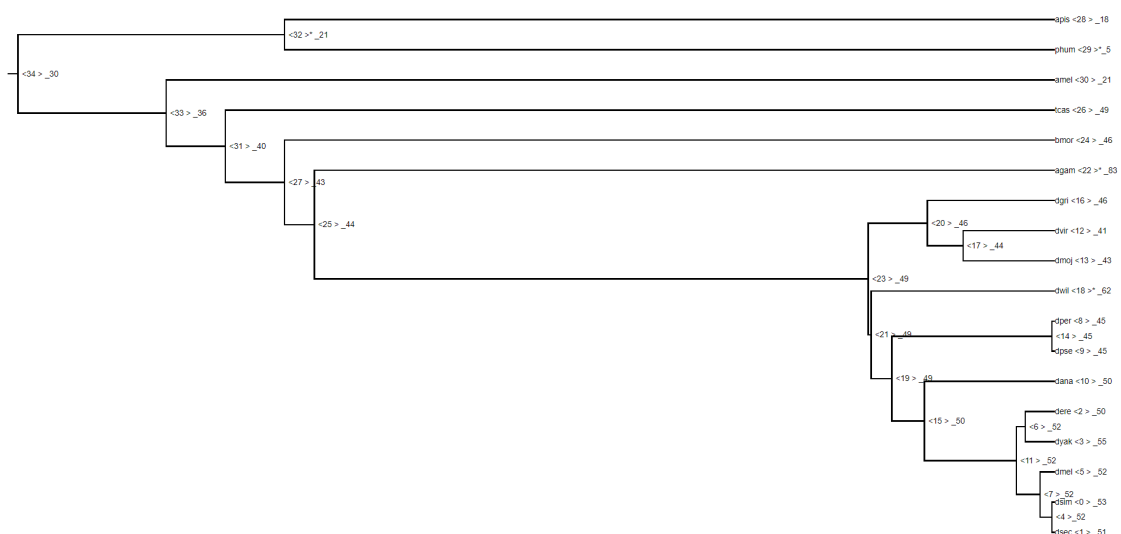 apis <28 > _18
<32 >* _21
phum <29 >*_5
<34 > _30
amel <30 > _21
tcas <26 > _49
<33 > _36
bmor <24 > _46
<31 > _40
agam <22 >* _83
<27 > _43
dgri <16 > _46
<20 > _46
<25 > _44
dvir <12 > _41
<17 > _44
dmoj <13 > _43
<23 > _49
dwil <18 >* _62
dper <8 > _45
<21 > _49
<14 > _45
dpse <9 > _45
<19 > _49
dana <10 > _50
dere <2 > _50
<15 > _50
<6 > _52
dyak <3 > _55
<11 > _52
dmel <5 > _52
<7 > _52
dsim <0 > _53
<4 > _52
dsec <1 > _51